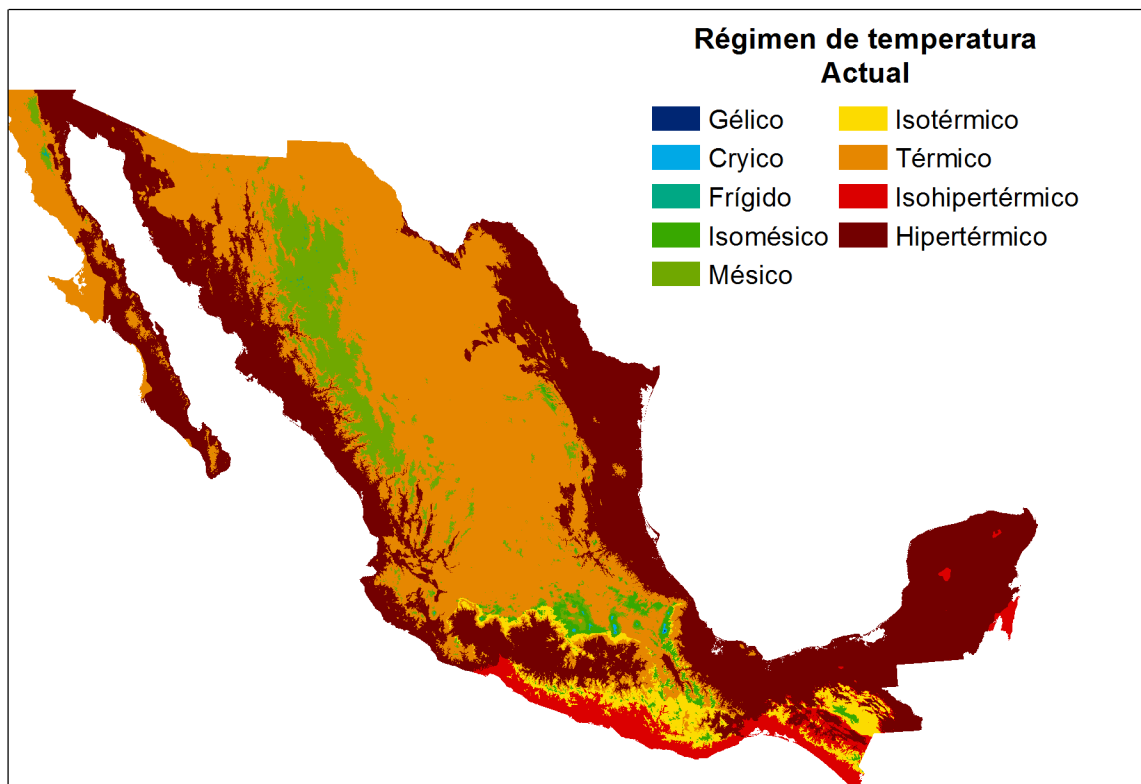 Régimen de temperatura
Actual
Gélico
Cryico
Frígido
Isomésico
Mésico
Isotérmico
Térmico
Isohipertérmico
Hipertérmico